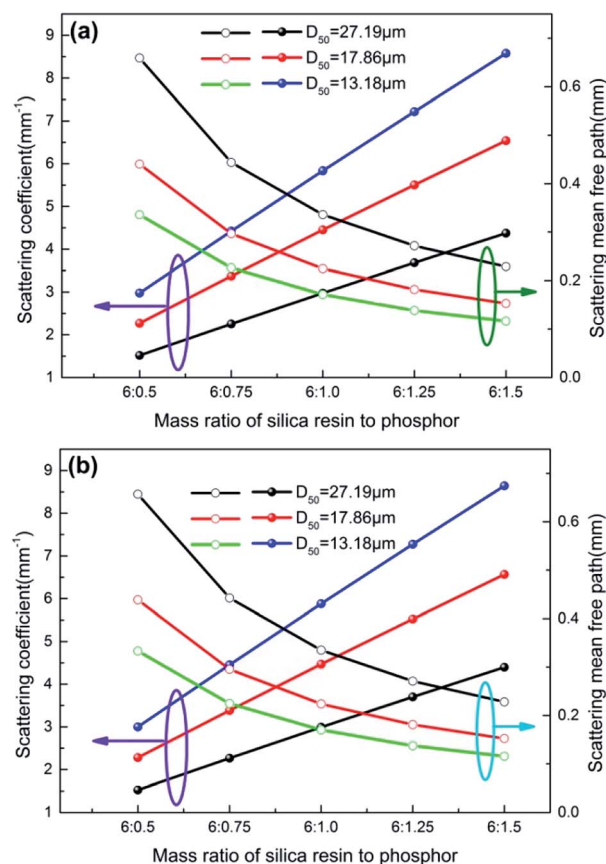 (a)
D50=27.19μm
D50=17.86μm
D50=13.18μm
9
8
7
6
5
4
3
2
1
Scattering coefficient(mm-1)
0.6
0.4
0.2
0.0
Scattering mean free path(mm)
6:0.5 6:0.75 6:1.0 6:1.25 6:1.5
Mass ratio of silica resin to phosphor
(b)
D50=27.19μm
D50=17.86μm
D50=13.18μm
9
8
7
6
5
4
3
2
1
Scattering coefficient(mm-1)
0.6
0.4
0.2
0.0
Scattering mean free path(mm)
6:0.5 6:0.75 6:1.0 6:1.25 6:1.5
Mass ratio of silica resin to phosphor